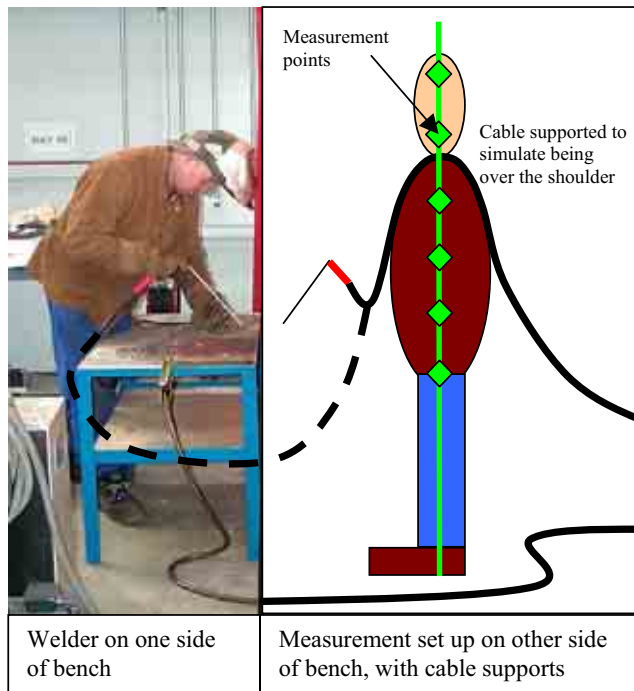 Measurement
points
Cable supported to
simulate being
over the shoulder
Welder on one side
of bench
Measurement set up on other side
of bench, with cable supports